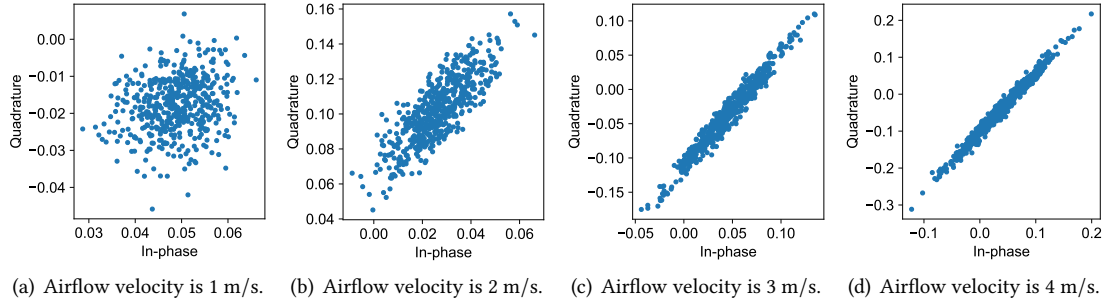 0.00
−0.01
−0.02
−0.03
−0.04
Quadrature
0.03 0.04 0.05 0.06
In-phase
(a) Airflow velocity is 1 m/s.
0.16
0.14
0.12
0.10
0.08
0.06
0.04
Quadrature
0.00 0.02 0.04 0.06
In-phase
(b) Airflow velocity is 2 m/s.
0.10
0.05
0.00
−0.05
−0.10
−0.15
Quadrature
−0.05 0.00 0.05 0.10
In-phase
(c) Airflow velocity is 3 m/s.
0.2
0.1
0.0
−0.1
−0.2
−0.3
Quadrature
−0.1 0.0 0.1 0.2
In-phase
(d) Airflow velocity is 4 m/s.